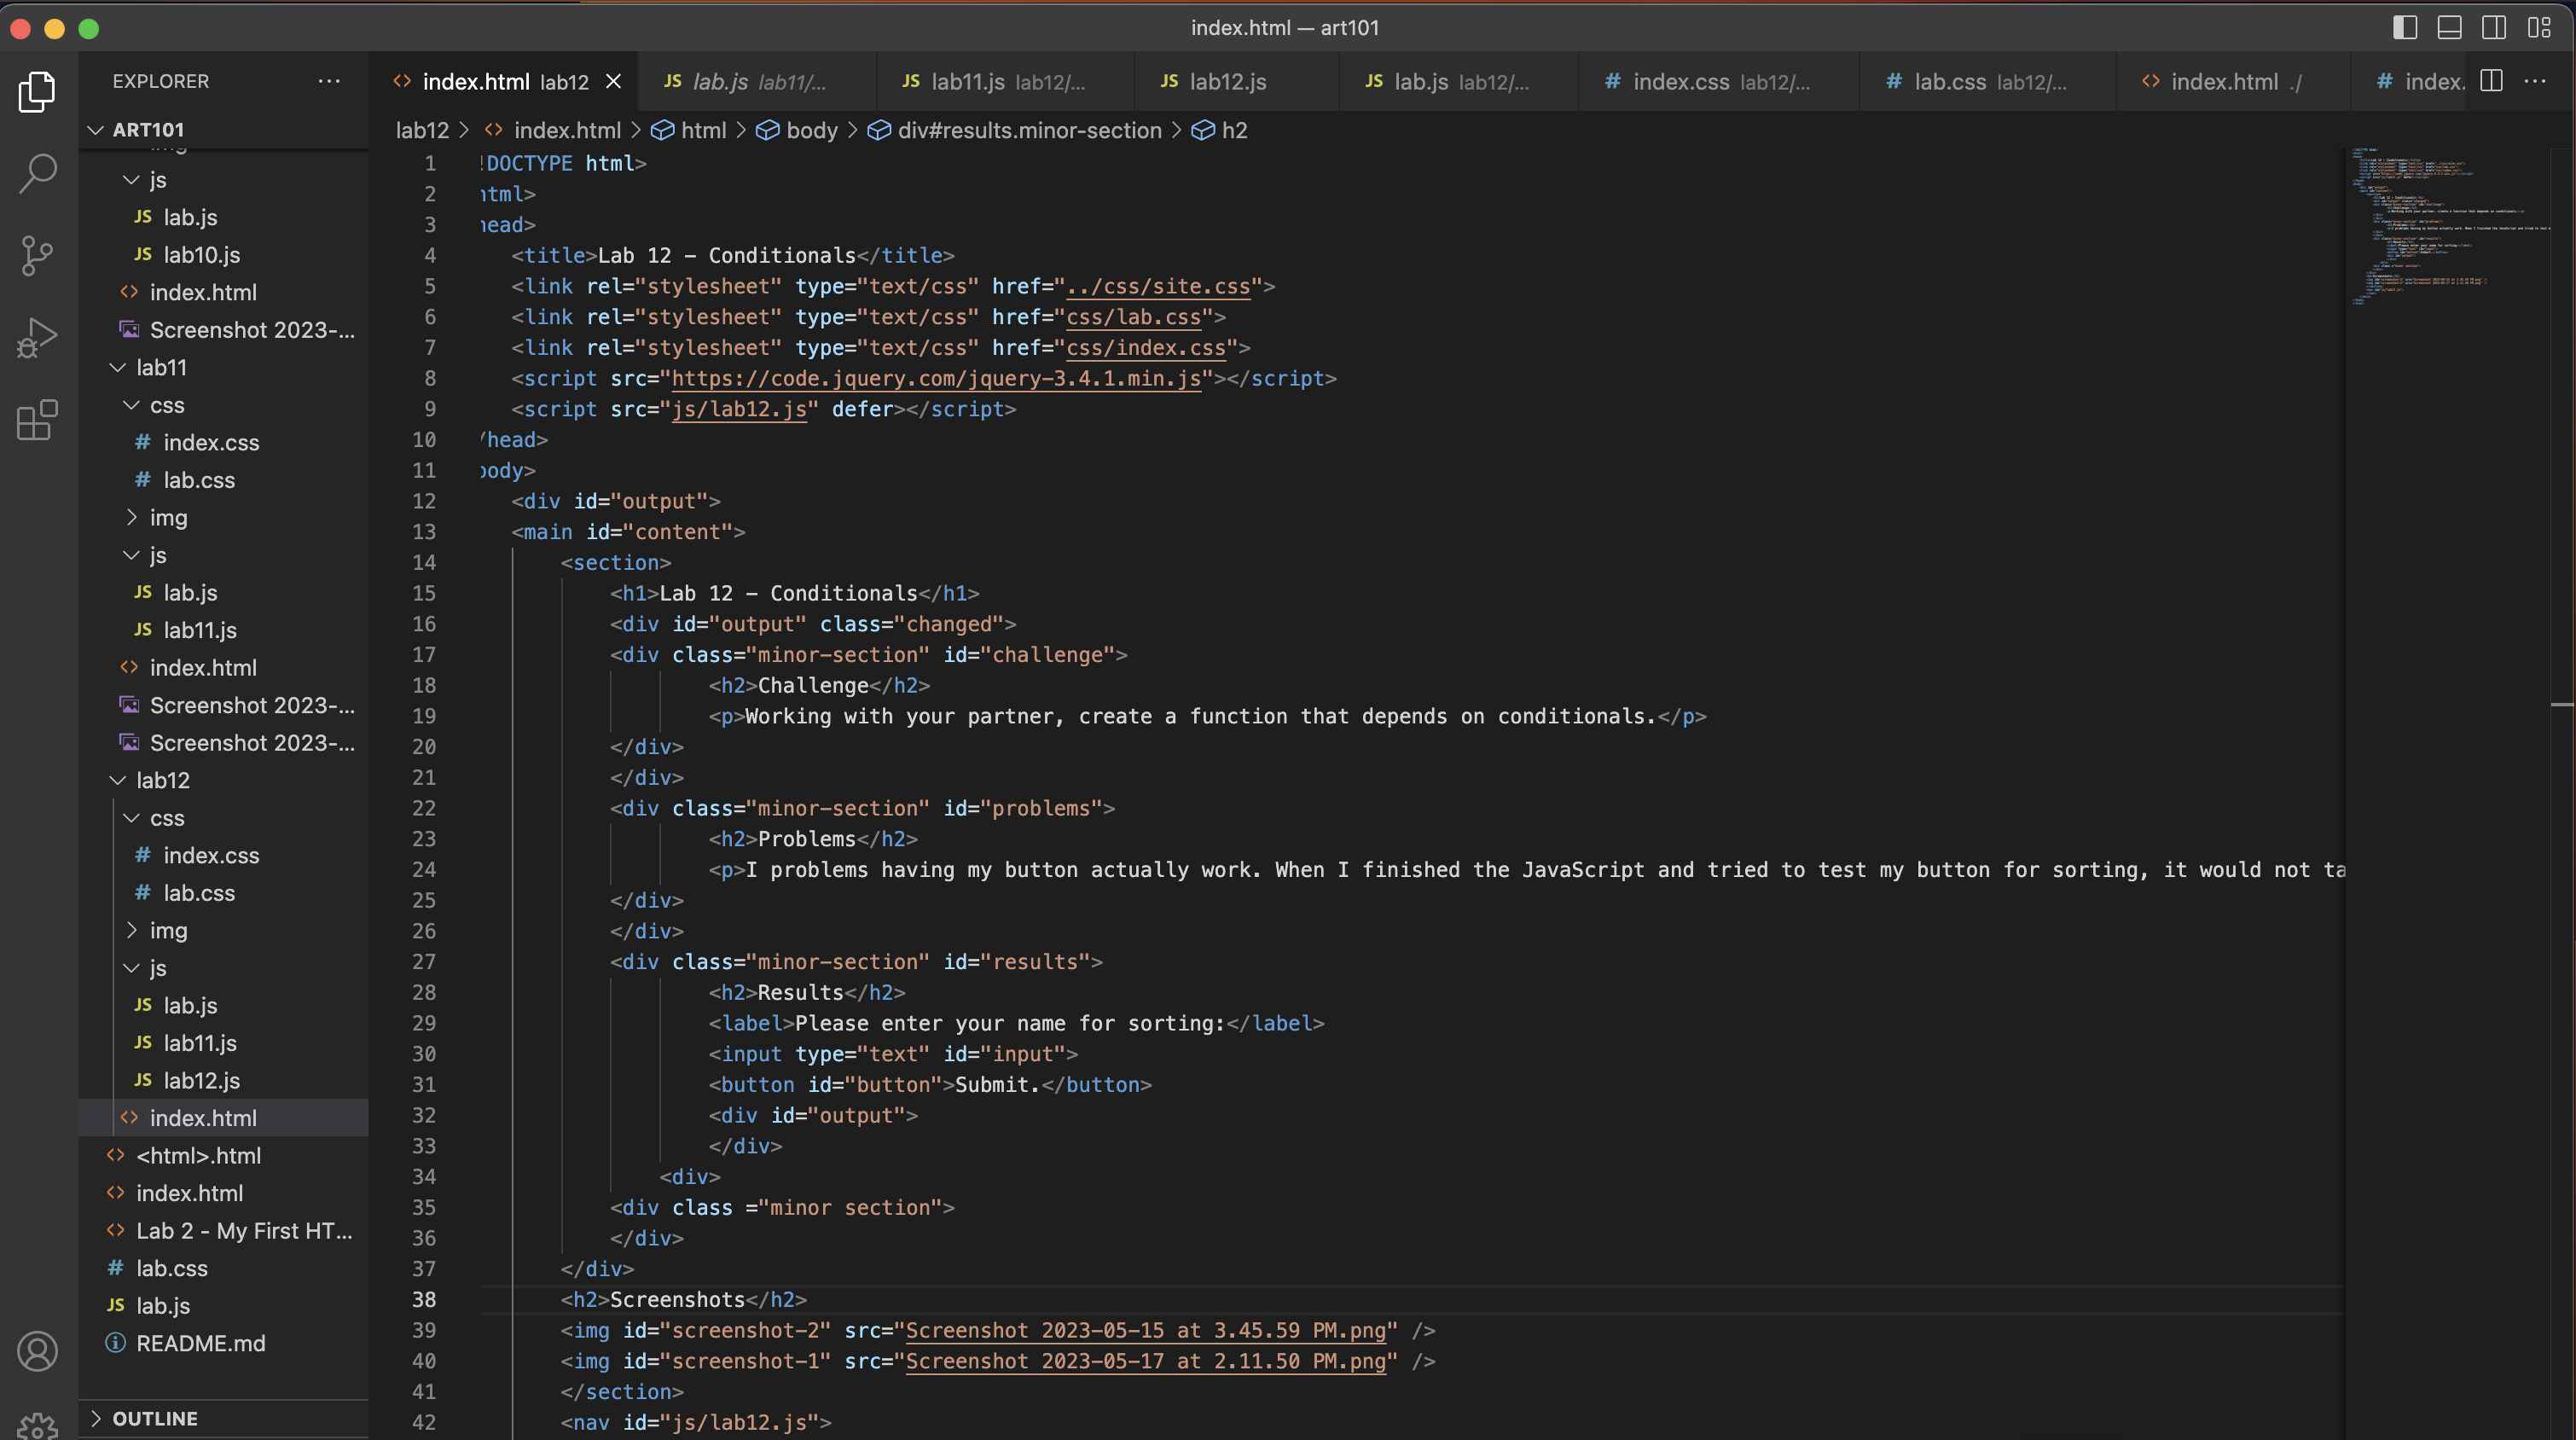 index.html — art101
EXPLORER ···
index.html lab12
lab.js lab11/...
lab11.js lab12/...
lab12.js
lab.js lab12/...
index.css lab12/...
lab.css lab12/...
index.html ./
index.
ART101
lab12 > index.html > html > body > div#results.minor-section > h2
js
lab.js
lab10.js
index.html
Screenshot 2023-...
lab11
css
index.css
lab.css
img
js
lab.js
lab11.js
index.html
Screenshot 2023-...
Screenshot 2023-...
lab12
css
index.css
lab.css
img
js
lab.js
lab11.js
lab12.js
index.html
<html>.html
index.html
Lab 2 - My First HT...
lab.css
lab.js
README.md
OUTLINE
1 !DOCTYPE html>
2 html>
3 head>
4 <title>Lab 12 - Conditionals</title>
5 <link rel="stylesheet" type="text/css" href="../css/site.css">
6 <link rel="stylesheet" type="text/css" href="css/lab.css">
7 <link rel="stylesheet" type="text/css" href="css/index.css">
8 <script src="https://code.jquery.com/jquery-3.4.1.min.js"></script>
9 <script src="js/lab12.js" defer></script>
10 /head>
11 body>
12 <div id="output">
13 <main id="content">
14 <section>
15 <h1>Lab 12 - Conditionals</h1>
16 <div id="output" class="changed">
17 <div class="minor-section" id="challenge">
18 <h2>Challenge</h2>
19 <p>Working with your partner, create a function that depends on conditionals.</p>
20 </div>
21 </div>
22 <div class="minor-section" id="problems">
23 <h2>Problems</h2>
24 <p>I problems having my button actually work. When I finished the JavaScript and tried to test my button for sorting, it would not ta
25 </div>
26 </div>
27 <div class="minor-section" id="results">
28 <h2>Results</h2>
29 <label>Please enter your name for sorting:</label>
30 <input type="text" id="input">
31 <button id="button">Submit.</button>
32 <div id="output">
33 </div>
34 <div>
35 <div class ="minor section">
36 </div>
37 </div>
38 <h2>Screenshots</h2>
39 <img id="screenshot-2" src="Screenshot 2023-05-15 at 3.45.59 PM.png" />
40 <img id="screenshot-1" src="Screenshot 2023-05-17 at 2.11.50 PM.png" />
41 </section>
42 <nav id="js/lab12.js">